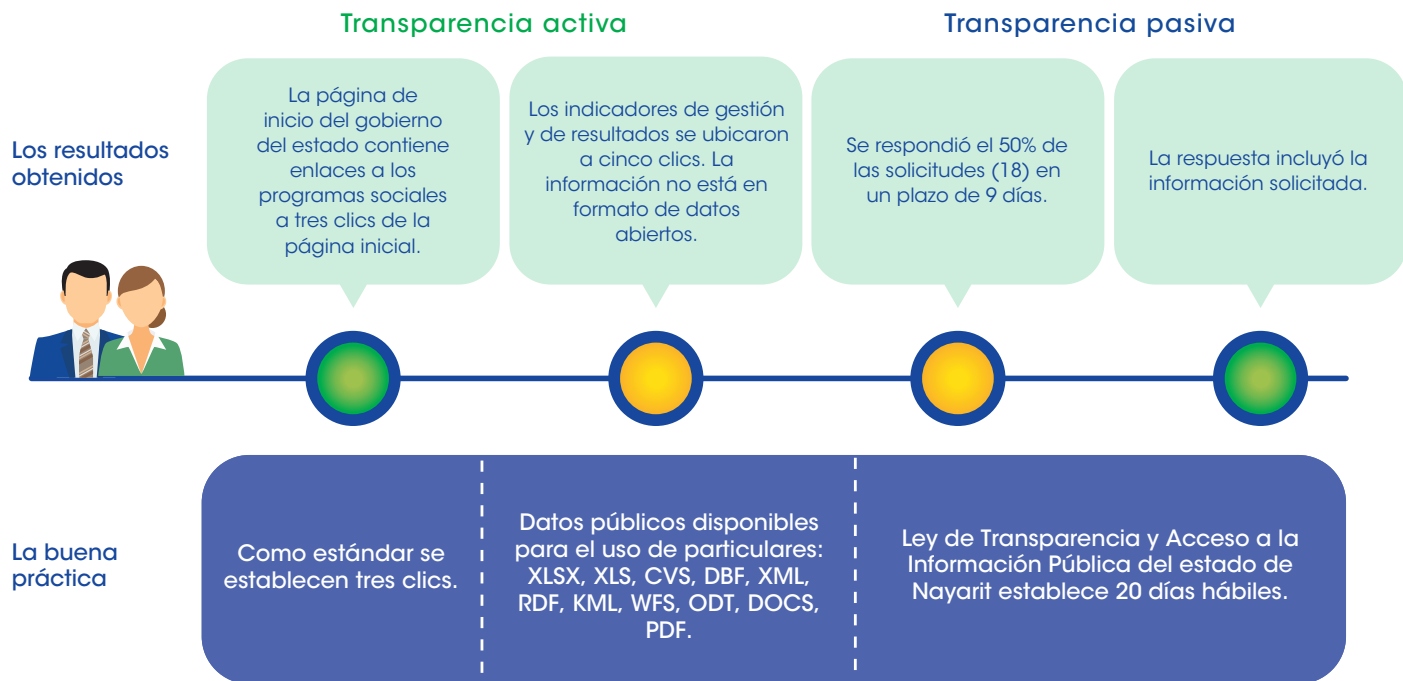 Transparencia activa
Transparencia pasiva
Los resultados
obtenidos
La página de
inicio del gobierno
del estado contiene
enlaces a los
programas sociales
a tres clics de la
página inicial.
Los indicadores de gestión
y de resultados se ubicaron
a cinco clics. La
información no está en
formato de datos
abiertos.
Se respondió el 50% de
las solicitudes (18) en
un plazo de 9 días.
La respuesta incluyó la
información solicitada.
La buena
práctica
Como estándar se
establecen tres clics.
Datos públicos disponibles
para el uso de particulares:
XLSX, XLS, CVS, DBF, XML,
RDF, KML, WFS, ODT, DOCS,
PDF.
Ley de Transparencia y Acceso a la
Información Pública del estado de
Nayarit establece 20 días hábiles.